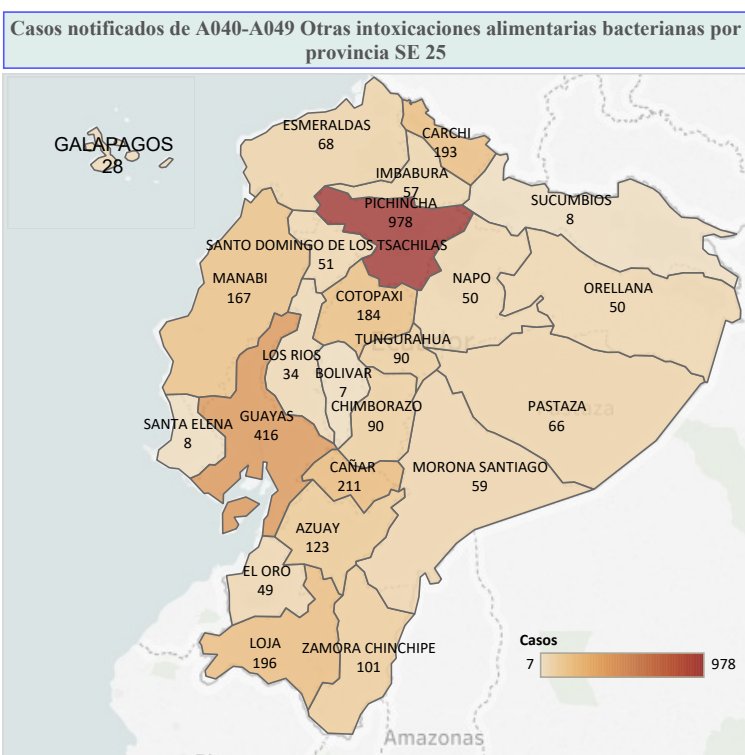 Casos notificados de A040-A049 Otras intoxicaciones alimentarias bacterianas por
provincia SE 25
GALAPAGOS
28
ESMERALDAS
68
CARCHI
193
IMBABURA
57
PICHINCHA
978
SUCUMBIOS
8
SANTO DOMINGO DE LOS TSACHILAS
51
MANABI
167
NAPO
50
ORELLANA
50
COTOPAXI
184
Ecuador
TUNGURAHUA
90
LOS RIOS
34
BOLIVAR
7
CHIMBORAZO
90
PASTAZA
66
Pastaza
SANTA ELENA
8
GUAYAS
416
CAÑAR
211
MORONA SANTIAGO
59
AZUAY
123
EL ORO
49
LOJA
196
ZAMORA CHINCHIPE
101
Casos
7 978
Amazonas